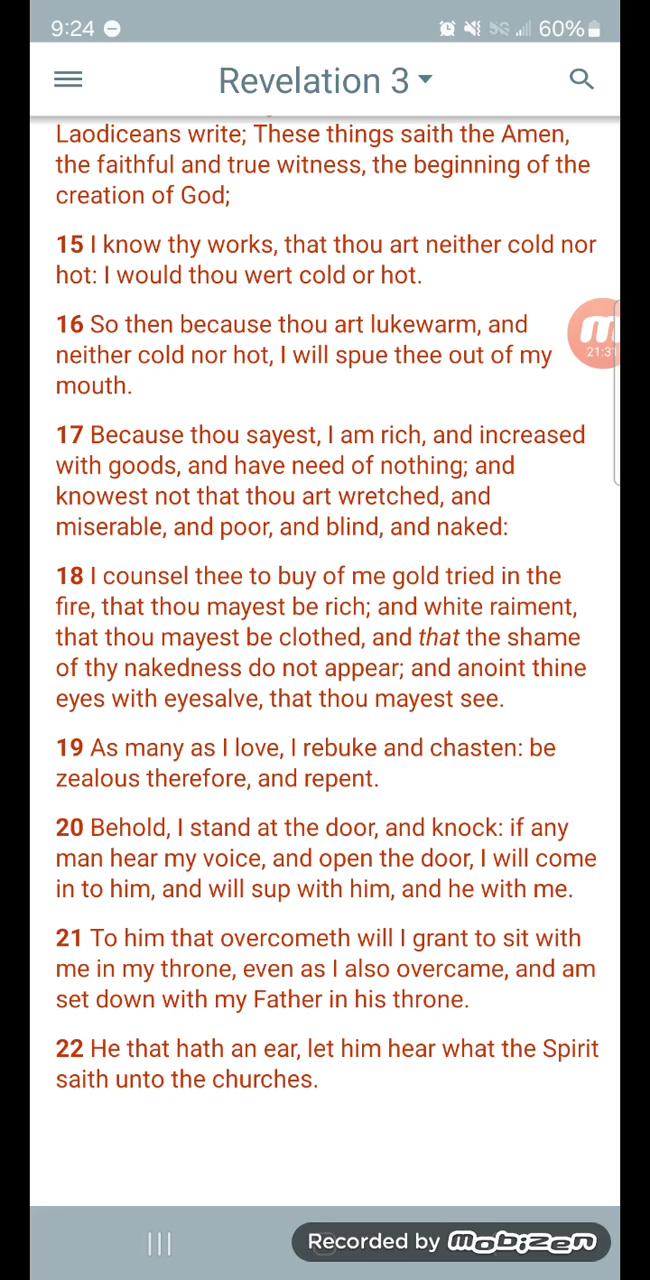 9:24
5G 60%
Revelation 3
Laodiceans write; These things saith the Amen,
the faithful and true witness, the beginning of the
creation of God;
15 I know thy works, that thou art neither cold nor
hot: I would thou wert cold or hot.
16 So then because thou art lukewarm, and
neither cold nor hot, I will spue thee out of my
mouth.
21:31
17 Because thou sayest, I am rich, and increased
with goods, and have need of nothing; and
knowest not that thou art wretched, and
miserable, and poor, and blind, and naked:
18 I counsel thee to buy of me gold tried in the
fire, that thou mayest be rich; and white raiment,
that thou mayest be clothed, and that the shame
of thy nakedness do not appear; and anoint thine
eyes with eyesalve, that thou mayest see.
19 As many as I love, I rebuke and chasten: be
zealous therefore, and repent.
20 Behold, I stand at the door, and knock: if any
man hear my voice, and open the door, I will come
in to him, and will sup with him, and he with me.
21 To him that overcometh will I grant to sit with
me in my throne, even as I also overcame, and am
set down with my Father in his throne.
22 He that hath an ear, let him hear what the Spirit
saith unto the churches.
Recorded by mobizen